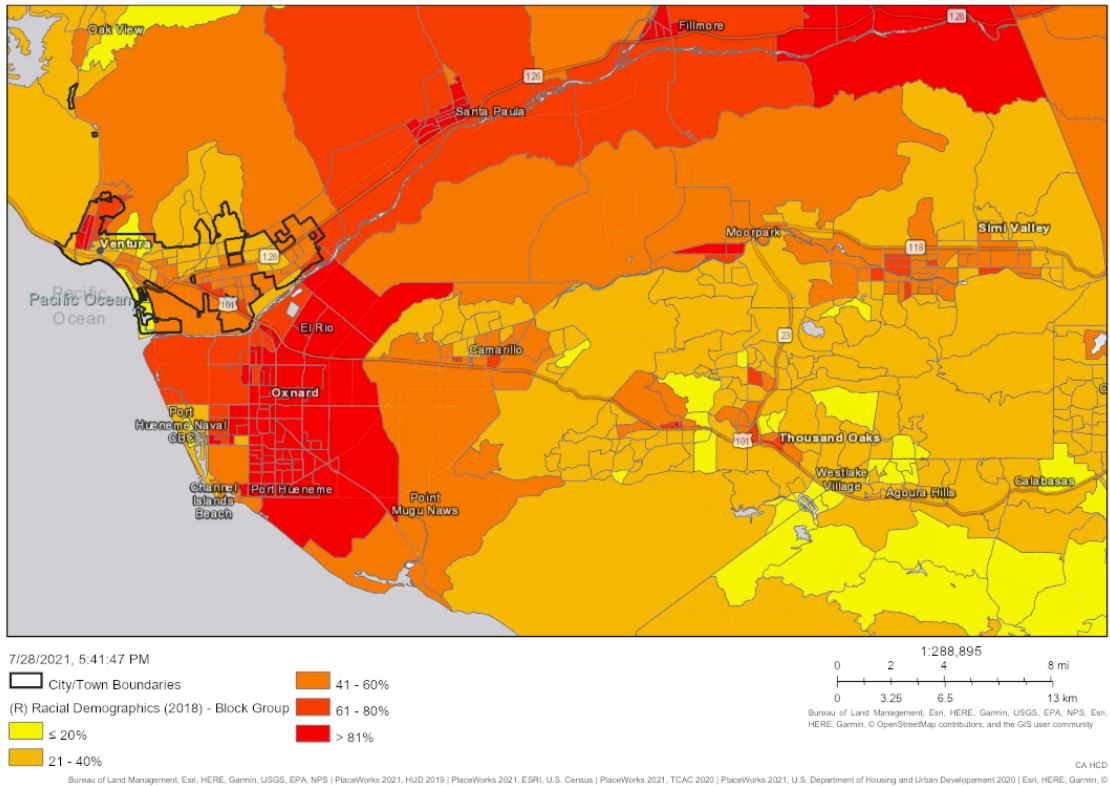 Oak View
Fillmore
126
126
Santa Paula
Ventura
126
Moorpark
118
Simi Valley
Pacific Ocean
Pacific
Ocean
101
El Rio
23
Camarillo
Oxnard
Port
Hueneme Naval
CBC
101
Thousand Oaks
Westlake
Village
Agoura Hills
Calabasas
Channel
Islands
Beach
Port Hueneme
Point
Mugu Naws
7/28/2021, 5:41:47 PM
City/Town Boundaries
(R) Racial Demographics (2018) - Block Group
≤ 20%
21 - 40%
41 - 60%
61 - 80%
> 81%
1:288,895
0 2 4 8 mi
0 3.25 6.5 13 km
Bureau of Land Management, Esri, HERE, Garmin, USGS, EPA, NPS, Esri,
HERE, Garmin, © OpenStreetMap contributors, and the GIS user community
CA HCD
Bureau of Land Management, Esri, HERE, Garmin, USGS, EPA, NPS | PlaceWorks 2021, HUD 2019 | PlaceWorks 2021, ESRI, U.S. Census | PlaceWorks 2021, TCAC 2020 | PlaceWorks 2021, U.S. Department of Housing and Urban Developement 2020 | Esri, HERE, Garmin, ©